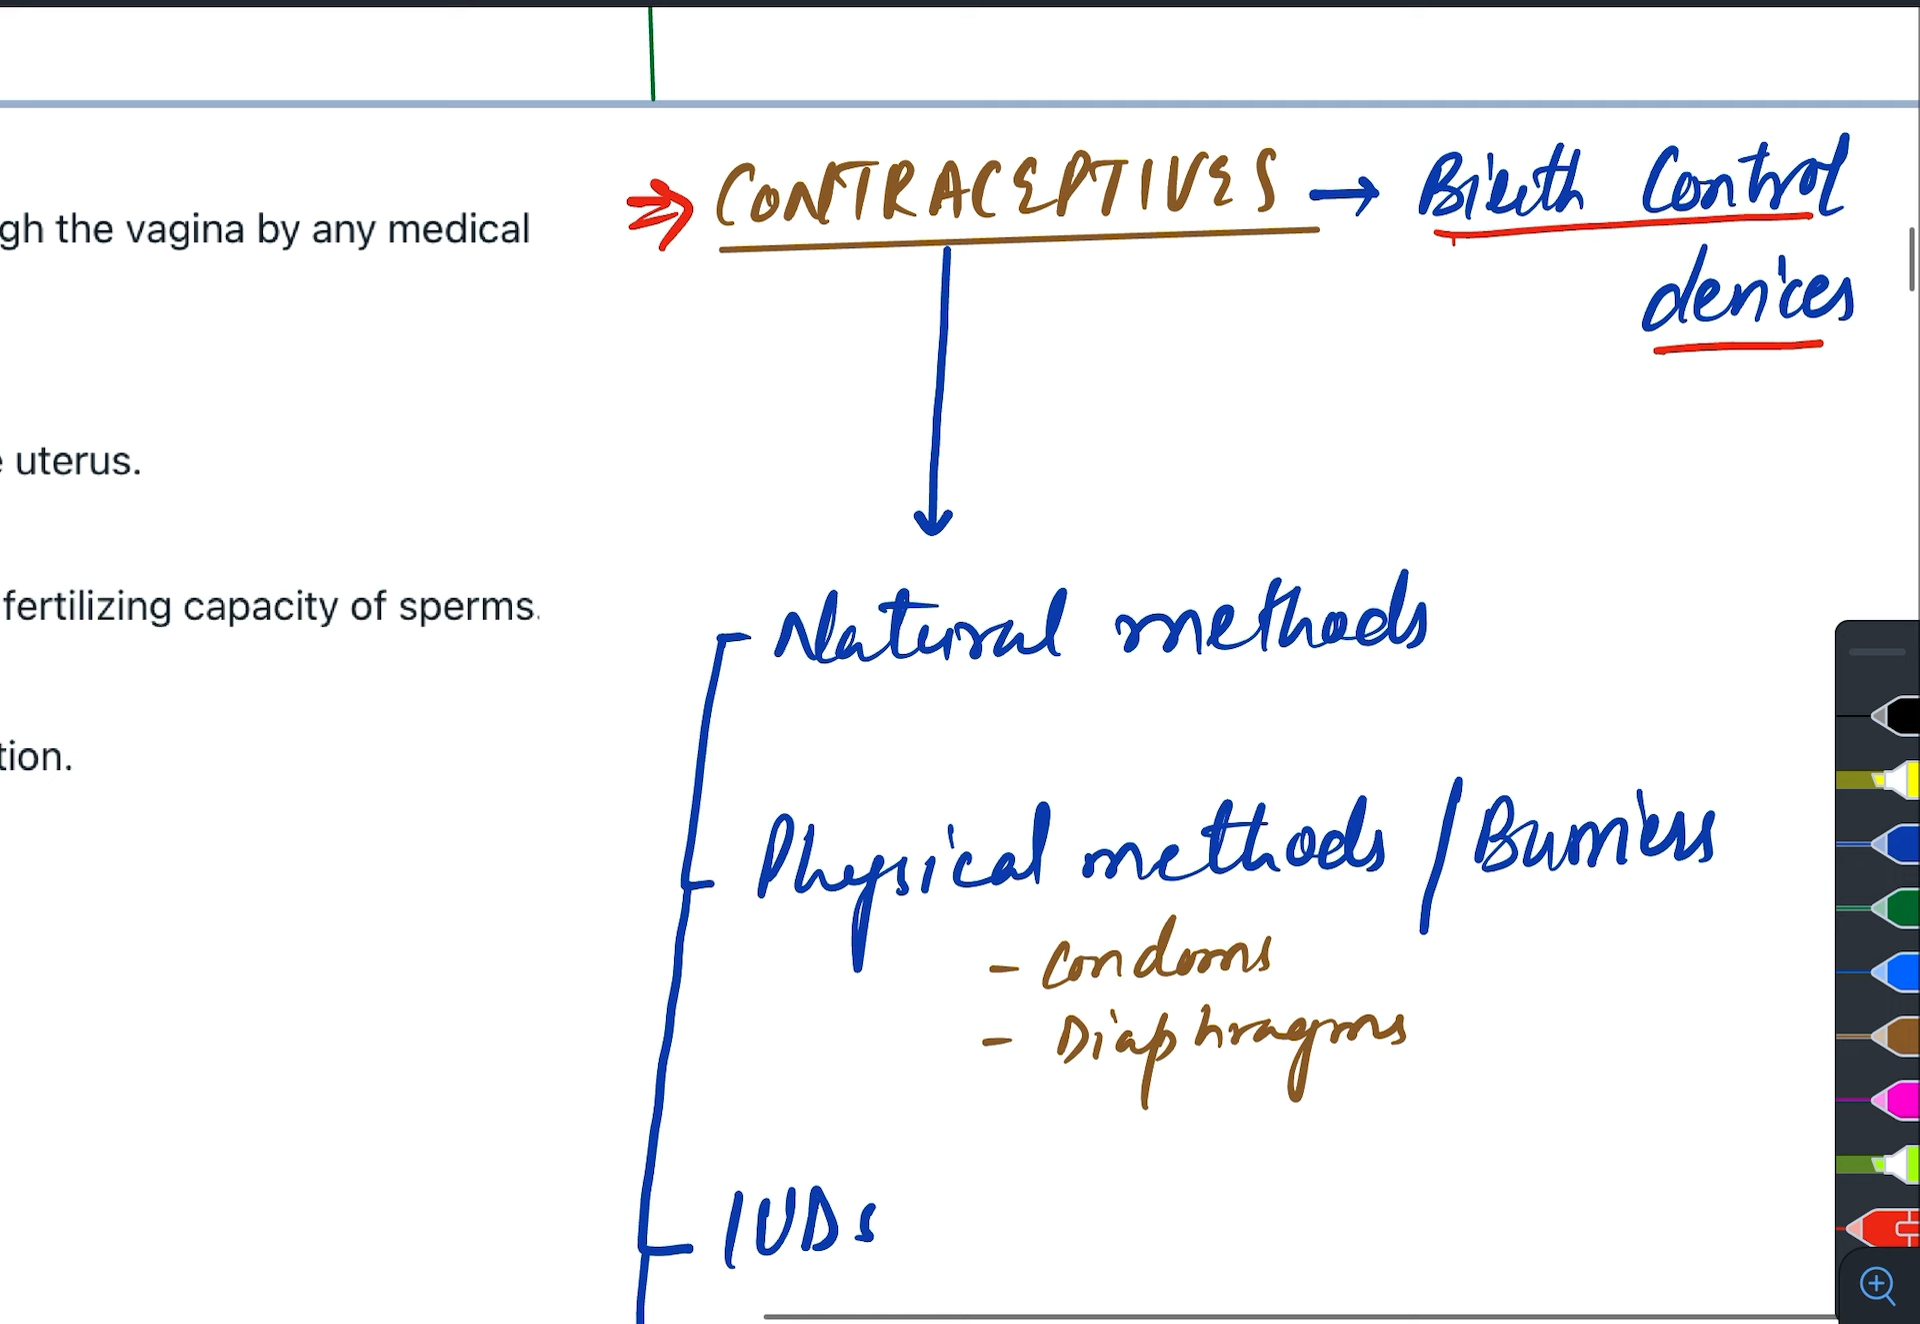 gh the vagina by any medical
⇒ CONTRACEPTIVES → Birth Control
devices
uterus.
Natural methods
fertilizing capacity of sperms.
tion.
Physical methods / Barriers
- Condoms
- Diaphragms
IUDs